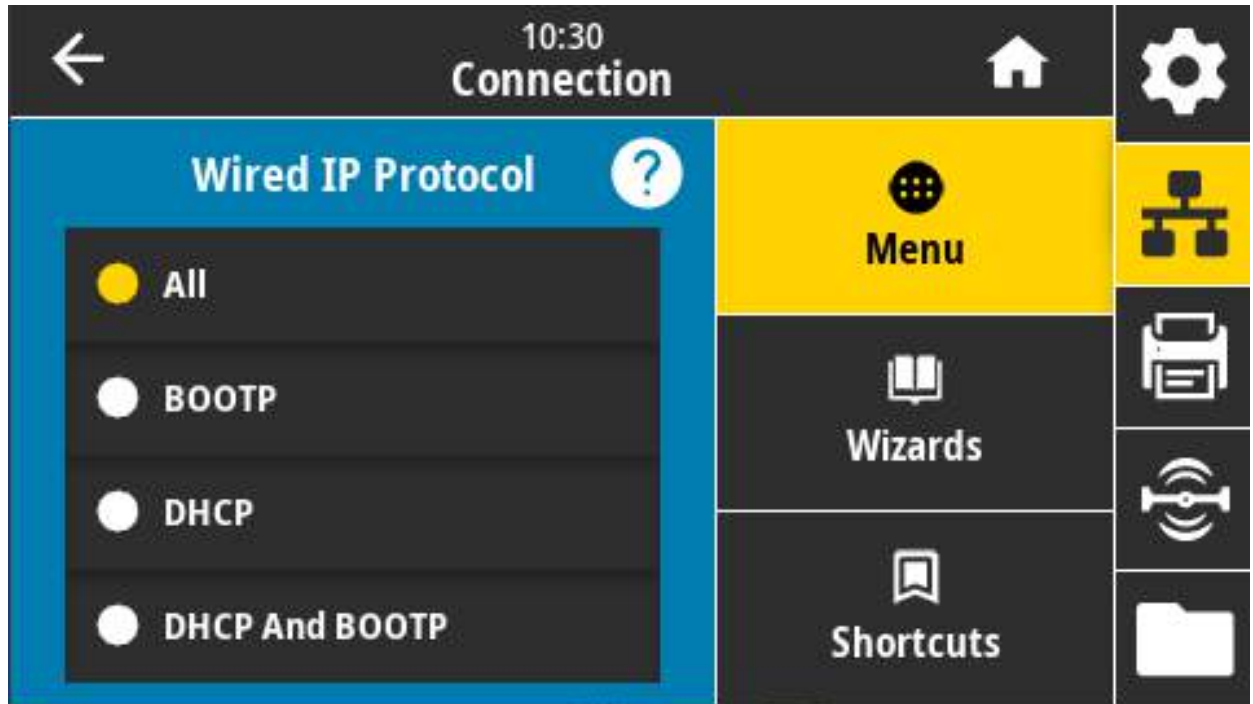 10:30
Connection
Wired IP Protocol
?
All
BOOTP
DHCP
DHCP And BOOTP
Menu
Wizards
Shortcuts